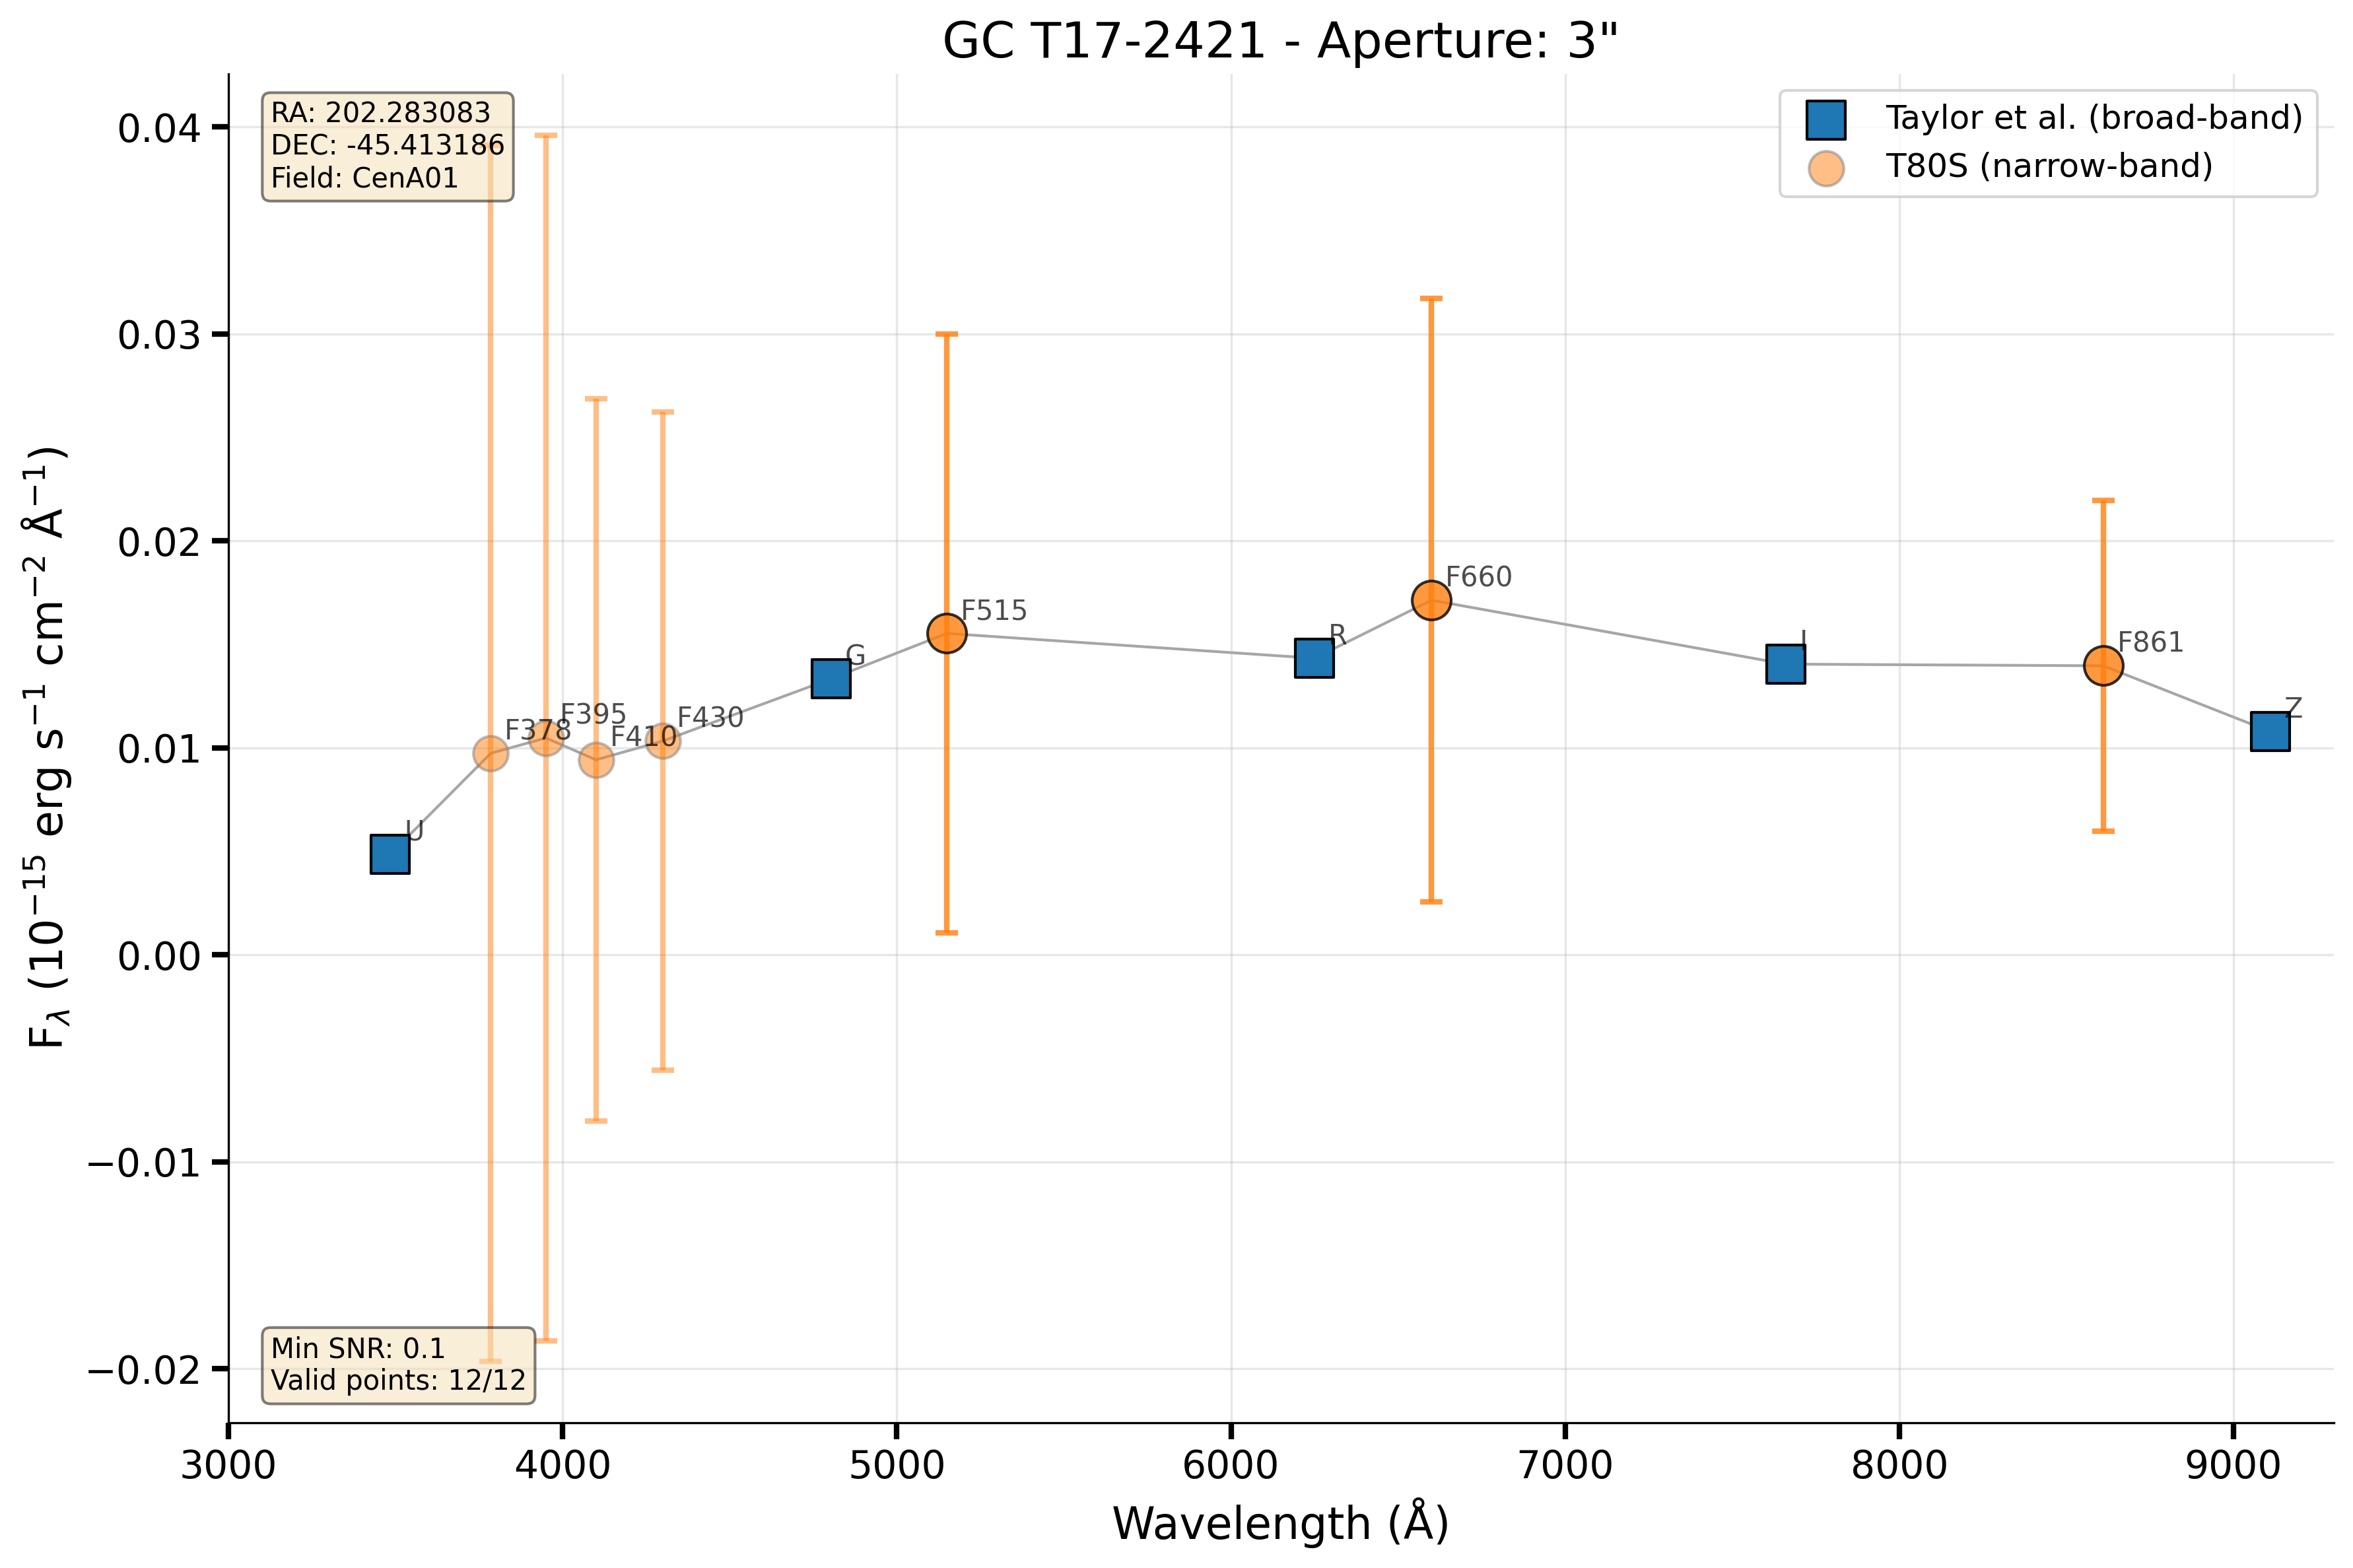 GC T17-2421 - Aperture: 3"
RA: 202.283083
DEC: -45.413186
Field: CenA01
Taylor et al. (broad-band)
T80S (narrow-band)
0.04
0.03
0.02
0.01
0.00
−0.01
−0.02
F$_{λ}$ (10$^{−15}$ erg s$^{−1}$ cm$^{−2}$ Å$^{−1}$)
U
F378
F395
F410
F430
G
F515
R
F660
I
F861
Z
Min SNR: 0.1
Valid points: 12/12
3000 4000 5000 6000 7000 8000 9000
Wavelength (Å)